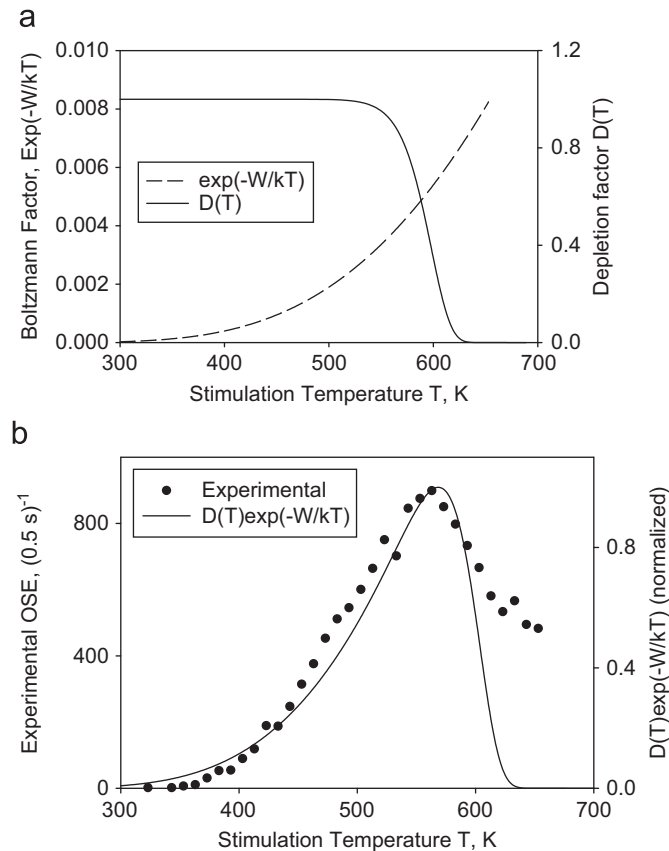 a
0.010
0.008
0.006
0.004
0.002
0.000
Boltzmann Factor, Exp(-W/kT)
1.2
0.8
0.4
0.0
Depletion factor D(T)
exp(-W/kT)
D(T)
300 400 500 600 700
Stimulation Temperature T, K
b
800
400
0
Experimental OSE, (0.5 s)-1
0.8
0.4
0.0
D(T)exp(-W/kT) (normalized)
Experimental
D(T)exp(-W/kT)
300 400 500 600 700
Stimulation Temperature T, K